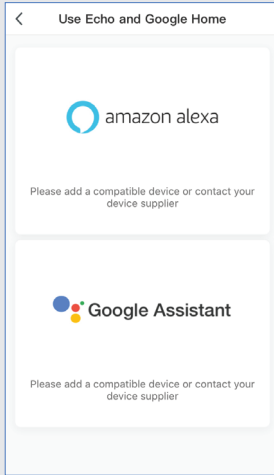 Use Echo and Google Home
amazon alexa
Please add a compatible device or contact your
device supplier
Google Assistant
Please add a compatible device or contact your
device supplier